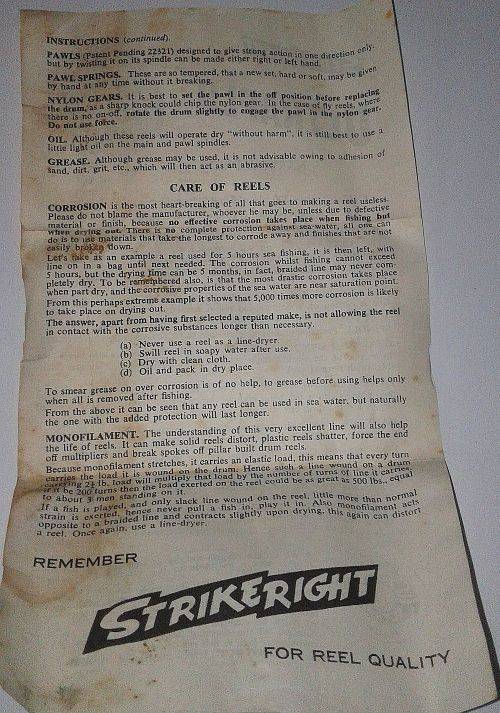 INSTRUCTIONS (continued).
PAWLS (Patent Pending 22321) designed to give strong action in one direction only,
but by twisting it on its spindle can be made either right or left hand.
PAWL SPRINGS. These are so tempered, that a new set, hard or soft, may be given
by hand at any time without it breaking.
NYLON GEARS. It is best to set the pawl in the off position before replacing
the drum, as a sharp knock could chip the nylon gear. In the case of fly reels, where
there is no on-off, rotate the drum slightly to engage the pawl in the nylon gear.
Do not use force.
OIL. Although these reels will operate dry "without harm", it is still best to use a
little light oil on the main and pawl spindles.
GREASE. Although grease may be used, it is not advisable owing to adhesion of
sand, dirt, grit, etc., which will then act as an abrasive.
CARE OF REELS
CORROSION is the most heart-breaking of all that goes to making a reel useless.
Please do not blame the manufacturer, whoever he may be, unless due to defective
material or finish, because no effective corrosion takes place when fishing but
when drying out. There is no complete protection against sea-water, all one can
do is to use materials that take the longest to corrode away and finishes that are not
easily broken down.
Let's take as an example a reel used for 5 hours sea fishing, it is then left, with
line on in a bag until next needed. The corrosion whilst fishing cannot exceed
5 hours, but the drying time can be 5 months, in fact, braided line may never com-
pletely dry. To be remembered also, is that the most drastic corrosion takes place
when part dry, and the corrosive properties of the sea water are near saturation point.
From this perhaps extreme example it shows that 5,000 times more corrosion is likely
to take place on drying out.
The answer, apart from having first selected a reputed make, is not allowing the reel
in contact with the corrosive substances longer than necessary.
(a) Never use a reel as a line-dryer.
(b) Swill reel in soapy water after use.
(c) Dry with clean cloth.
(d) Oil and pack in dry place.
To smear grease on over corrosion is of no help, to grease before using helps only
when all is removed after fishing.
From the above it can be seen that any reel can be used in sea water, but naturally
the one with the added protection will last longer.
MONOFILAMENT. The understanding of this very excellent line will also help
the life of reels. It can make solid reels distort, plastic reels shatter, force the end
off multipliers and break spokes off pillar built drum reels.
Because monofilament stretches, it carries an elastic load, this means that every turn
carries the load it is wound on the drum. Hence such a line wound on a drum
carrying 2½ lb. load will multiply that load by the number of turns of line it carries,
if it be 200 turns then the load exerted on the reel could be as great as 500 lbs., equal
to about 3 men standing on it.
If a fish is played, and only slack line wound on the reel, little more than normal
strain is exerted, hence never pull a fish in, play it in. Also monofilament acts
opposite to a braided line and contracts slightly upon drying, this again can distort
a reel. Once again, use a line-dryer.
REMEMBER
STRIKERIGHT
FOR REEL QUALITY